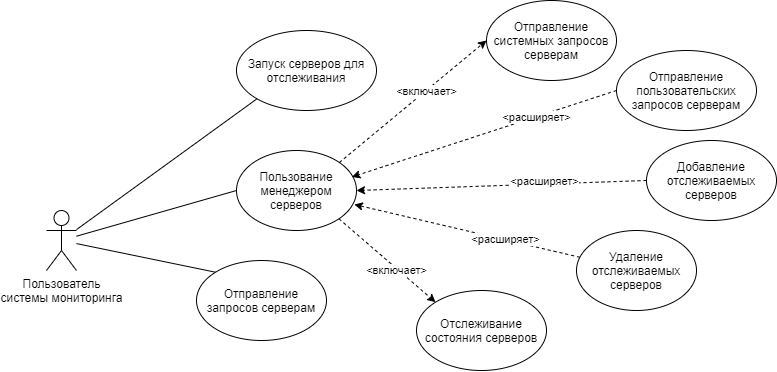 Отправление
системных запросов
серверам
Запуск серверов для
отслеживания
<включает>
Отправление
пользовательских
запросов серверам
<расширяет>
Пользование
менеджером
серверов
<расширяет>
Добавление
отслеживаемых
серверов
<расширяет>
Удаление
отслеживаемых
серверов
<включает>
Пользователь
системы мониторинга
Отправление
запросов серверам
Отслеживание
состояния серверов